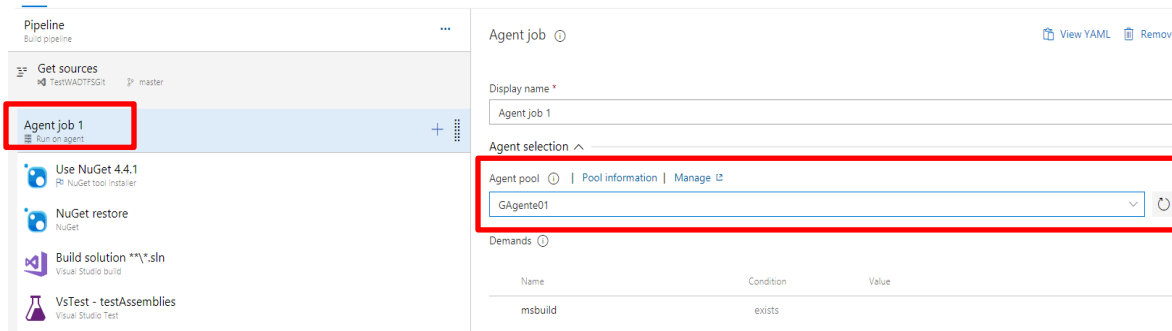 Pipeline
Build pipeline
...
Get sources
TestWADTFSGit master
Agent job 1
Run on agent
Use NuGet 4.4.1
NuGet tool installer
NuGet restore
NuGet
Build solution **\*.sln
Visual Studio build
VsTest - testAssemblies
Visual Studio Test
Agent job
View YAML Remov
Display name *
Agent job 1
Agent selection
Agent pool | Pool information | Manage
GAgente01
Demands
Name Condition Value
msbuild exists